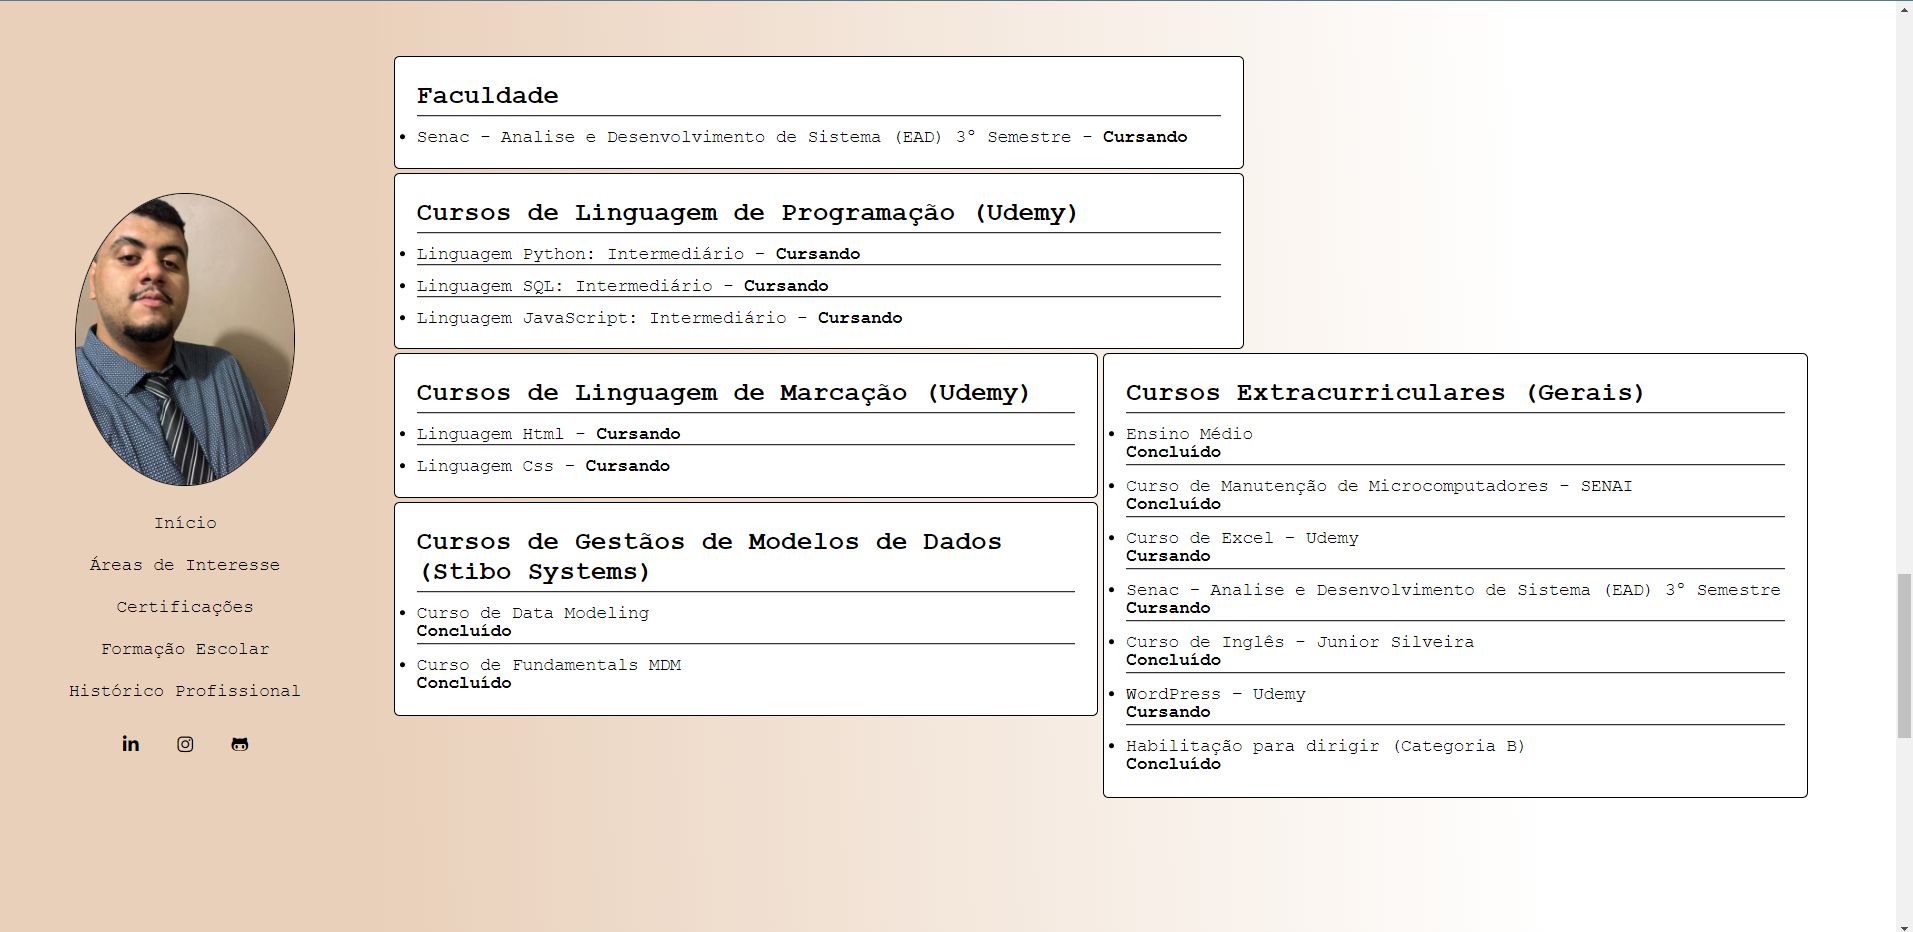 Início
Áreas de Interesse
Certificações
Formação Escolar
Histórico Profissional
in
Faculdade
Senac - Analise e Desenvolvimento de Sistema (EAD) 3º Semestre - Cursando
Cursos de Linguagem de Programação (Udemy)
Linguagem Python: Intermediário - Cursando
Linguagem SQL: Intermediário - Cursando
Linguagem JavaScript: Intermediário - Cursando
Cursos de Linguagem de Marcação (Udemy)
Linguagem Html - Cursando
Linguagem Css - Cursando
Cursos de Gestãos de Modelos de Dados
(Stibo Systems)
Curso de Data Modeling
Concluído
Curso de Fundamentals MDM
Concluído
Cursos Extracurriculares (Gerais)
Ensino Médio
Concluído
Curso de Manutenção de Microcomputadores - SENAI
Concluído
Curso de Excel - Udemy
Cursando
Senac - Analise e Desenvolvimento de Sistema (EAD) 3º Semestre
Cursando
Curso de Inglês - Junior Silveira
Concluído
WordPress - Udemy
Cursando
Habilitação para dirigir (Categoria B)
Concluído